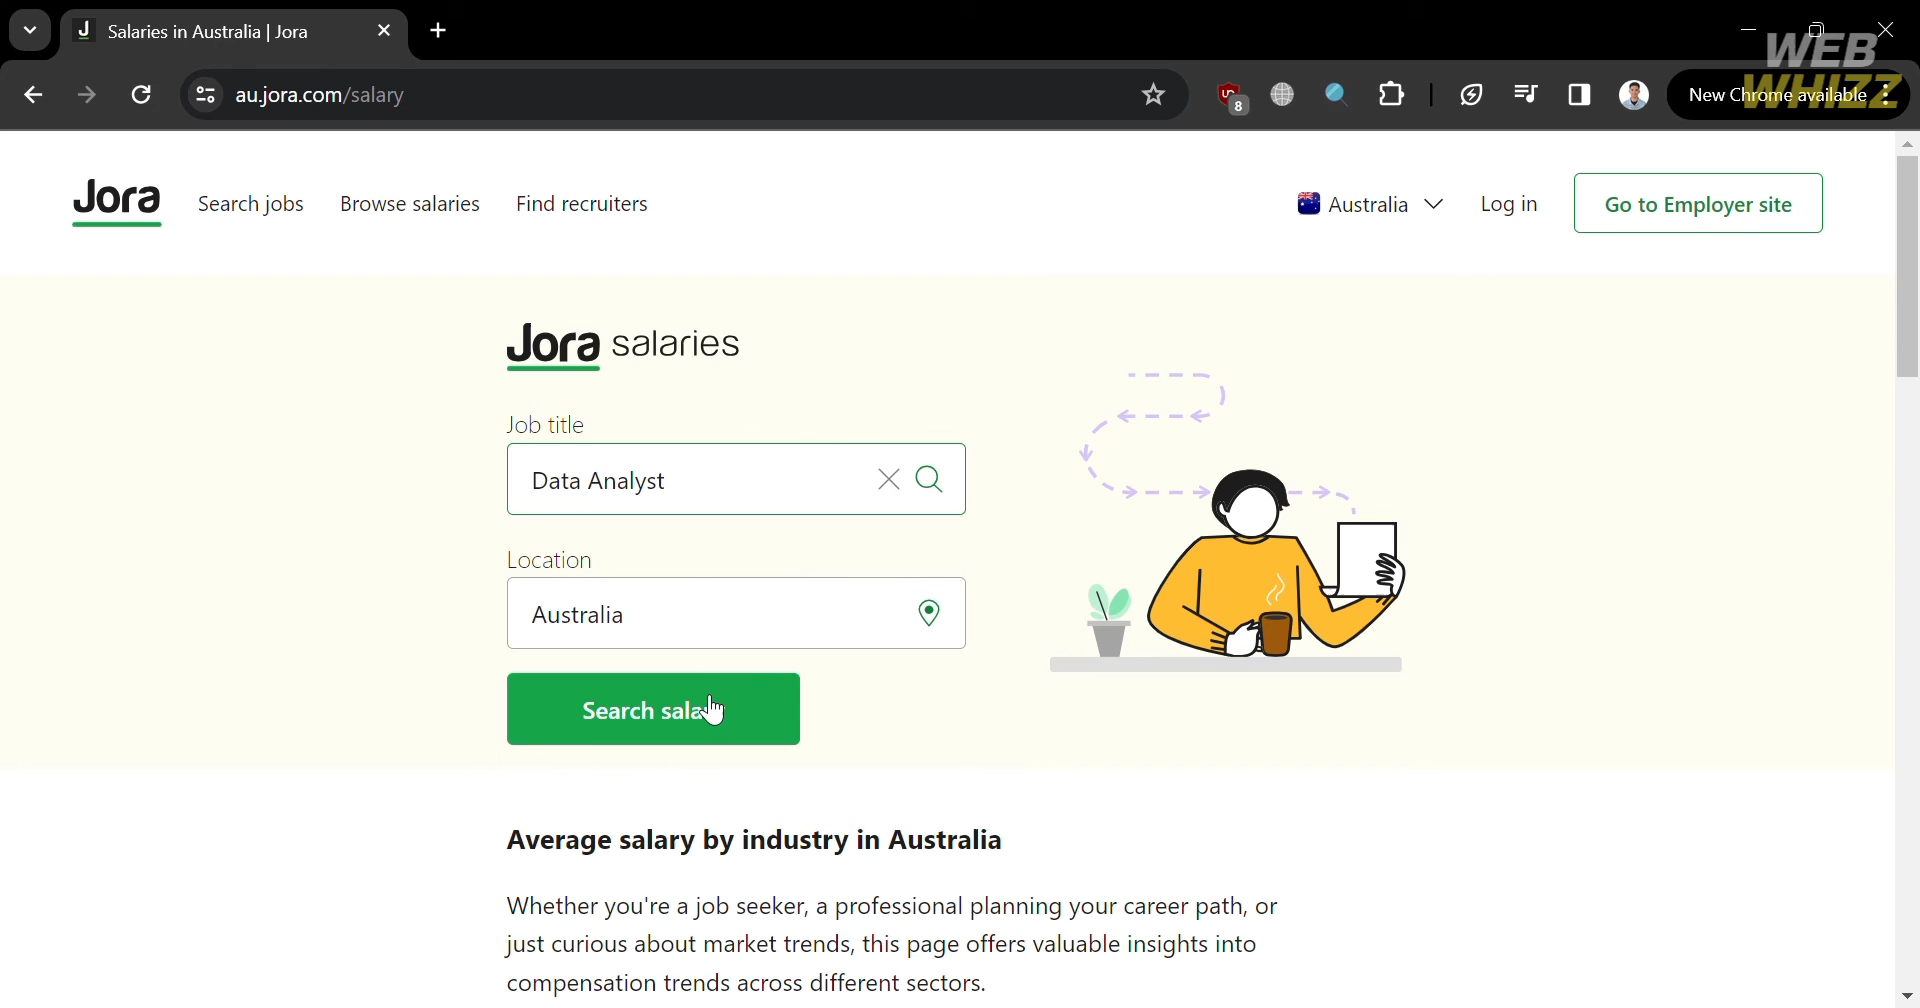 Salaries in Australia | Jora
WEB
WHIZZ
au.jora.com/salary
8
New Chrome available
Jora
Search jobs
Browse salaries
Find recruiters
Australia
Log in
Go to Employer site
Jora salaries
Job title
Data Analyst
Location
Australia
Search
Average salary by industry in Australia
Whether you're a job seeker, a professional planning your career path, or
just curious about market trends, this page offers valuable insights into
compensation trends across different sectors.